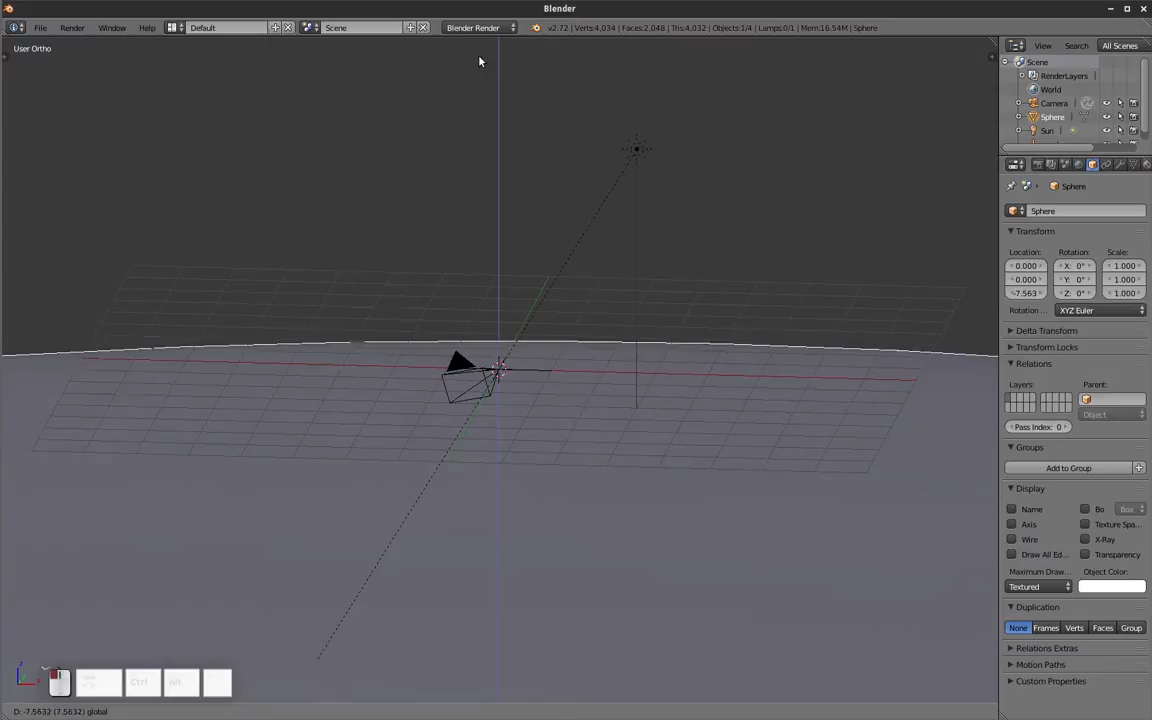 Blender
File Render Window Help Default Scene Blender Render v2.72 | Verts:4,034 | Faces:2,048 | Tris:4,032 | Objects:1/4 | Lamps:0/1 | Mem:16.54M | Sphere
User Ortho
View Search All Scenes
Scene
RenderLayers
World
Camera
Sphere
Sun
Sphere
Sphere
Transform
Location: Rotation: Scale:
0.000 X: 0° 1.000
0.000 Y: 0° 1.000
-7.563 Z: 0° 1.000
Rotation ... XYZ Euler
Delta Transform
Transform Locks
Relations
Layers: Parent:
Object
Pass Index: 0
Groups
Add to Group
Display
Name Bo Box
Axis Texture Spa...
Wire X-Ray
Draw All Ed... Transparency
Maximum Draw... Object Color:
Textured
Duplication
None Frames Verts Faces Group
Relations Extras
Motion Paths
Custom Properties
z
Ctrl Alt
D: -7.5632 (7.5632) global